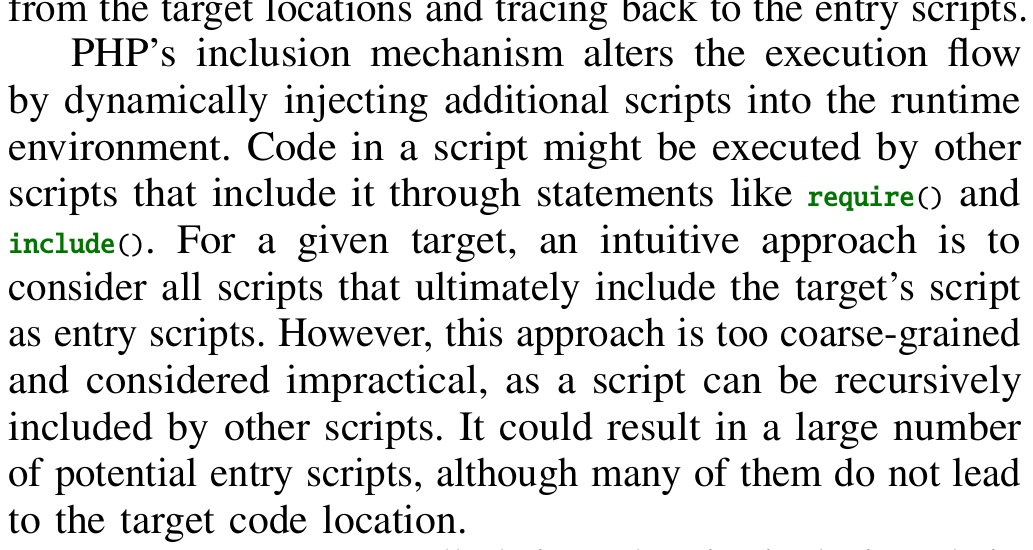 from the target locations and tracing back to the entry scripts.
PHP's inclusion mechanism alters the execution flow
by dynamically injecting additional scripts into the runtime
environment. Code in a script might be executed by other
scripts that include it through statements like require() and
include(). For a given target, an intuitive approach is to
consider all scripts that ultimately include the target's script
as entry scripts. However, this approach is too coarse-grained
and considered impractical, as a script can be recursively
included by other scripts. It could result in a large number
of potential entry scripts, although many of them do not lead
to the target code location.